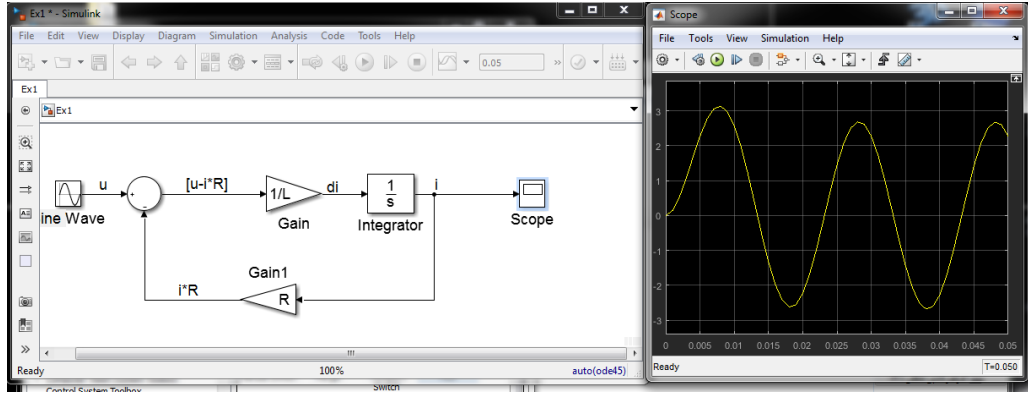 Ex1 * - Simulink
File Edit View Display Diagram Simulation Analysis Code Tools Help
0.05
»
Ex1
Ex1
u
[u-i*R]
1/L
di
1
s
i
ine Wave
Gain
Integrator
Scope
Gain1
i*R
R
»
Ready
100%
auto(ode45)
Control System Toolbox
Switch
Scope
File Tools View Simulation Help
3
2
1
0
-1
-2
-3
0 0.005 0.01 0.015 0.02 0.025 0.03 0.035 0.04 0.045 0.05
Ready
T=0.050